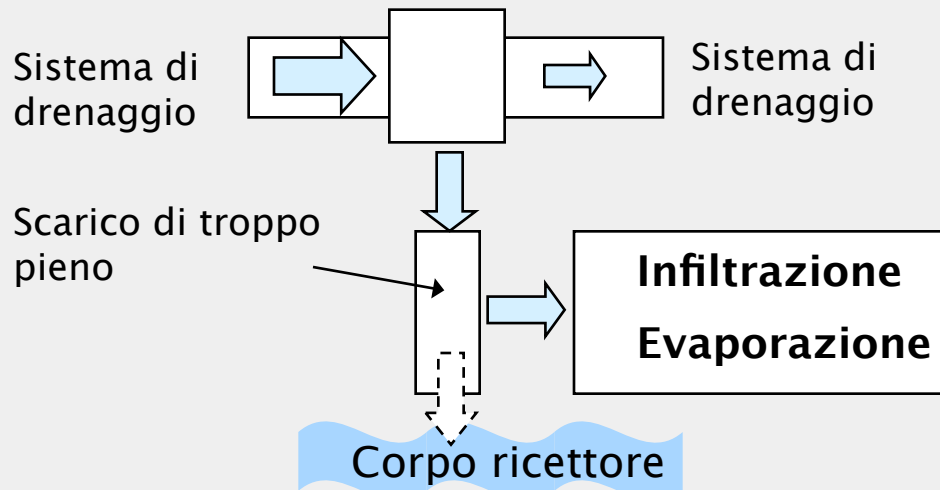 Sistema di
drenaggio
Sistema di
drenaggio
Scarico di troppo
pieno
Infiltrazione
Evaporazione
Corpo ricettore